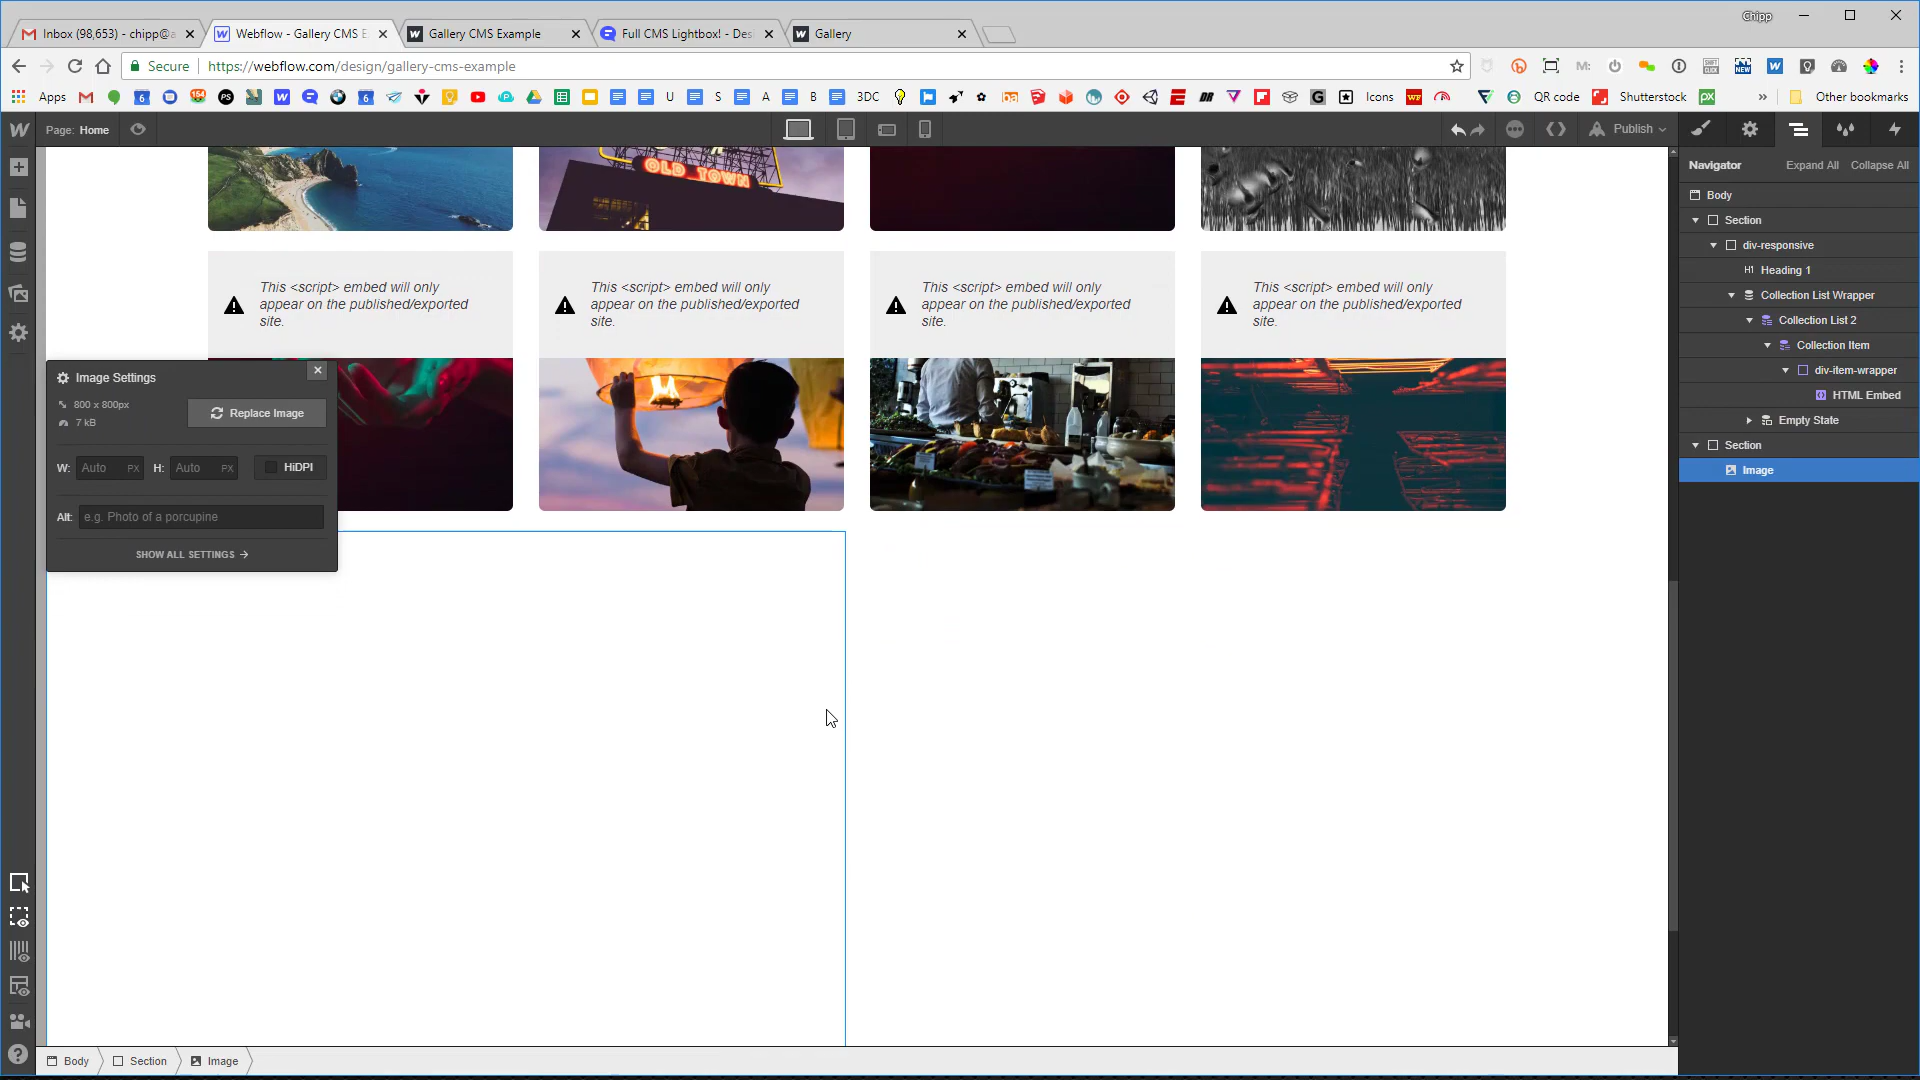 Chipp
Inbox (98,653) - chipp@a
Webflow - Gallery CMS E
Gallery CMS Example
Full CMS Lightbox! - Des
Gallery
Secure
https://webflow.com/design/gallery-cms-example
Apps
U
S
A
B
3DC
Icons
QR code
Shutterstock
»
Other bookmarks
Page: Home
Publish
OLD TOWN
Navigator
Expand All
Collapse All
Body
Section
div-responsive
H1 Heading 1
Collection List Wrapper
Collection List 2
Collection Item
div-item-wrapper
HTML Embed
Empty State
Section
Image
This <script> embed will only
appear on the published/exported
site.
This <script> embed will only
appear on the published/exported
site.
This <script> embed will only
appear on the published/exported
site.
This <script> embed will only
appear on the published/exported
site.
Image Settings
800 x 800px
7 kB
Replace Image
W: Auto PX H: Auto PX HiDPI
Alt: e.g. Photo of a porcupine
SHOW ALL SETTINGS
Body
Section
Image